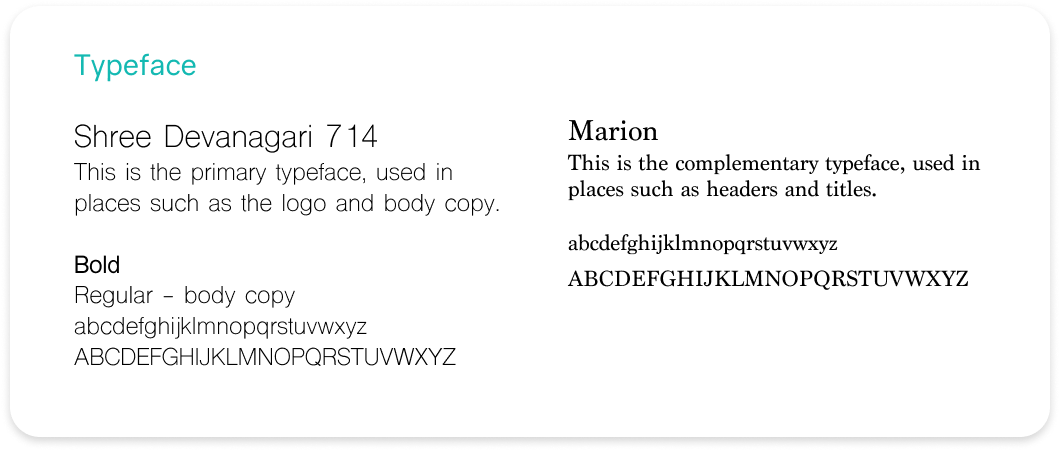 Typeface
Shree Devanagari 714
This is the primary typeface, used in
places such as the logo and body copy.
Bold
Regular – body copy
abcdefghijklmnopqrstuvwxyz
ABCDEFGHIJKLMNOPQRSTUVWXYZ
Marion
This is the complementary typeface, used in
places such as headers and titles.
abcdefghijklmnopqrstuvwxyz
ABCDEFGHIJKLMNOPQRSTUVWXYZ